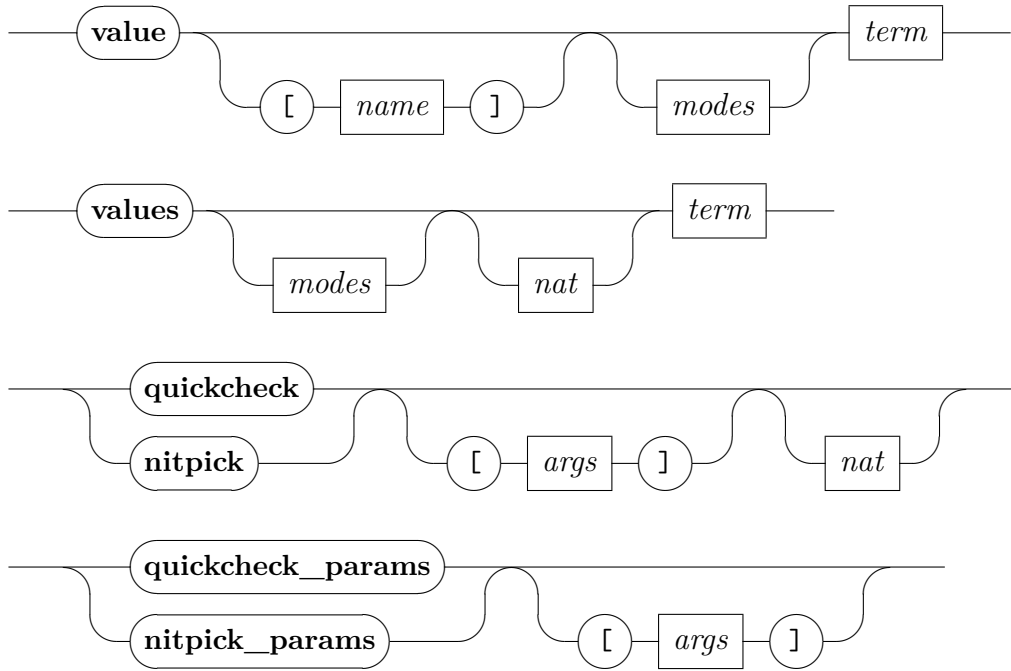 value term
[ name ] modes
values term
modes nat
quickcheck
nitpick [ args ] nat
quickcheck_params
nitpick_params [ args ]